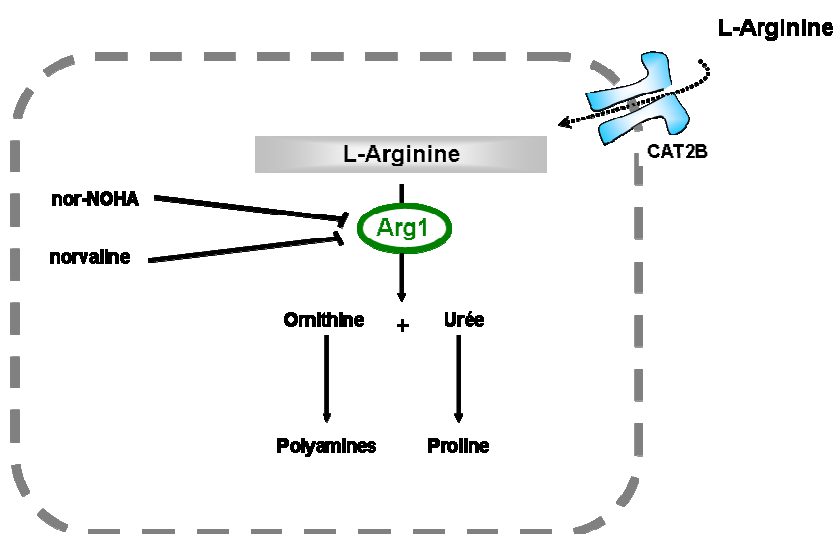 L-Arginine
CAT2B
L-Arginine
nor-NOHA
Arg1
norvaline
Ornithine + Urée
Polyamines Proline